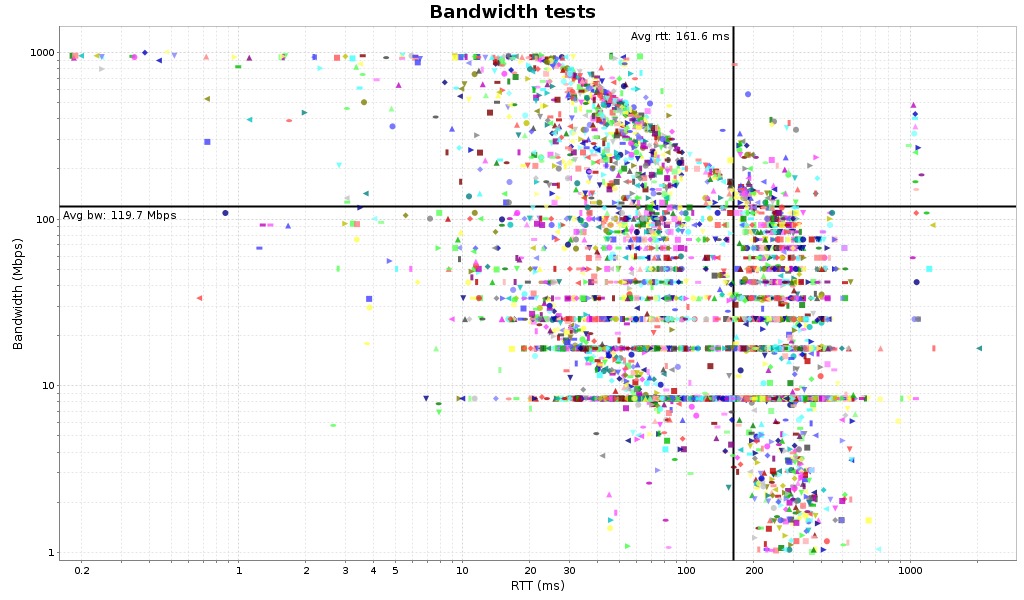 Bandwidth tests
Avg rtt: 161.6 ms
1000
Avg bw: 119.7 Mbps
100
Bandwidth (Mbps)
10
1
0.2 1 2 3 4 5 10 20 30 100 200 1000
RTT (ms)